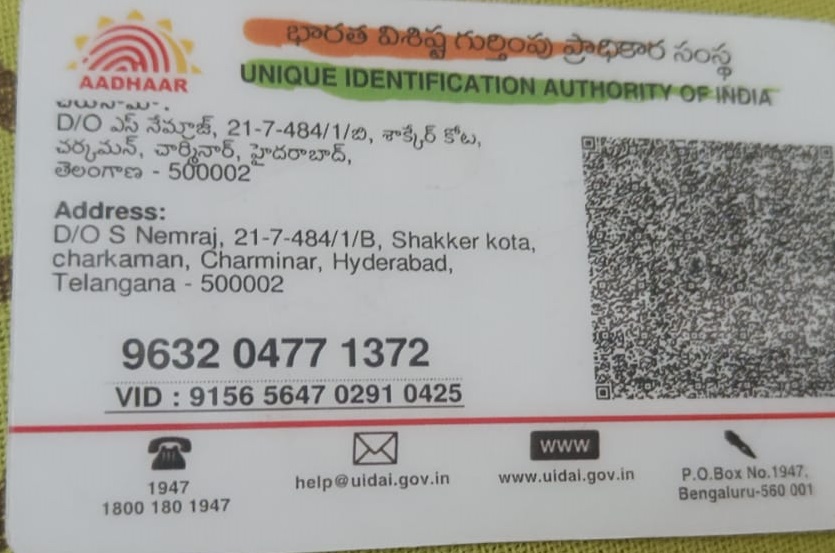 భారత విశిష్ట గుర్తింపు ప్రాధికార సంస్థ
AADHAAR
UNIQUE IDENTIFICATION AUTHORITY OF INDIA
చిరునామా:
D/O ఎస్ నేమ్రాజ్, 21-7-484/1/బి, శాక్కేర్ కోట,
చర్కమన్, చార్మినార్, హైదరాబాద్,
తెలంగాణ - 500002
Address:
D/O S Nemraj, 21-7-484/1/B, Shakker kota,
charkaman, Charminar, Hyderabad,
Telangana - 500002
9632 0477 1372
VID : 9156 5647 0291 0425
1947
1800 180 1947
help@uidai.gov.in
WWW
www.uidai.gov.in
P.O.Box No.1947,
Bengaluru-560 001